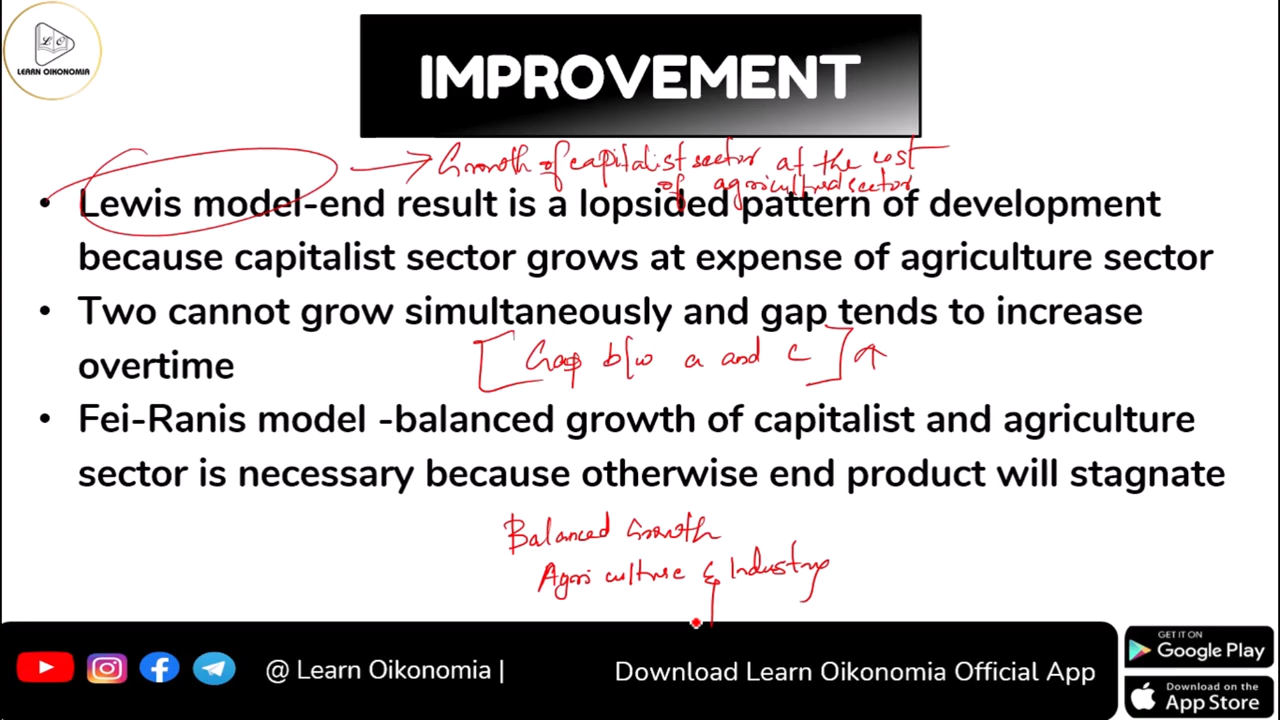 LO
LEARN OIKONOMIA
IMPROVEMENT
Growth of capitalist sector at the cost
of agricultural sector
• Lewis model-end result is a lopsided pattern of development
because capitalist sector grows at expense of agriculture sector
• Two cannot grow simultaneously and gap tends to increase
overtime
[Gap b/w a and c] ↑
• Fei-Ranis model -balanced growth of capitalist and agriculture
sector is necessary because otherwise end product will stagnate
Balanced Growth
Agriculture & Industry
@ Learn Oikonomia |
Download Learn Oikonomia Official App
GET IT ON
Google Play
Download on the
App Store